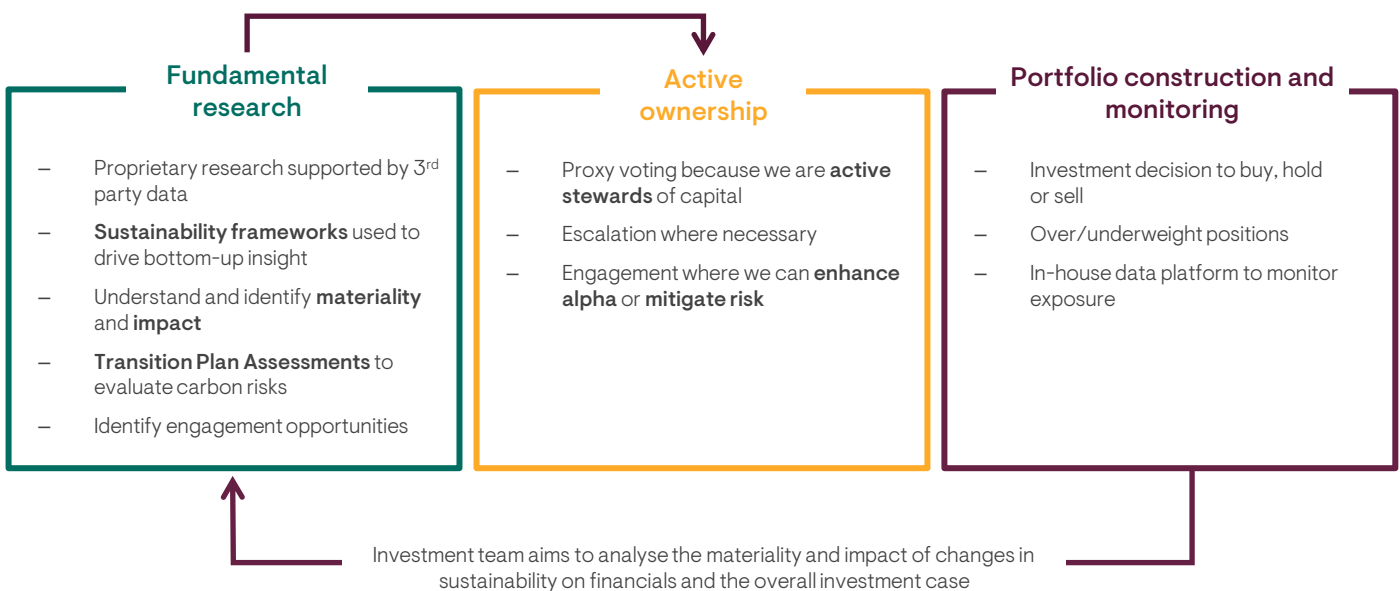 Fundamental
research
– Proprietary research supported by 3rd
party data
– Sustainability frameworks used to
drive bottom-up insight
– Understand and identify materiality
and impact
– Transition Plan Assessments to
evaluate carbon risks
– Identify engagement opportunities
Active
ownership
– Proxy voting because we are active
stewards of capital
– Escalation where necessary
– Engagement where we can enhance
alpha or mitigate risk
Portfolio construction and
monitoring
– Investment decision to buy, hold
or sell
– Over/underweight positions
– In-house data platform to monitor
exposure
Investment team aims to analyse the materiality and impact of changes in
sustainability on financials and the overall investment case